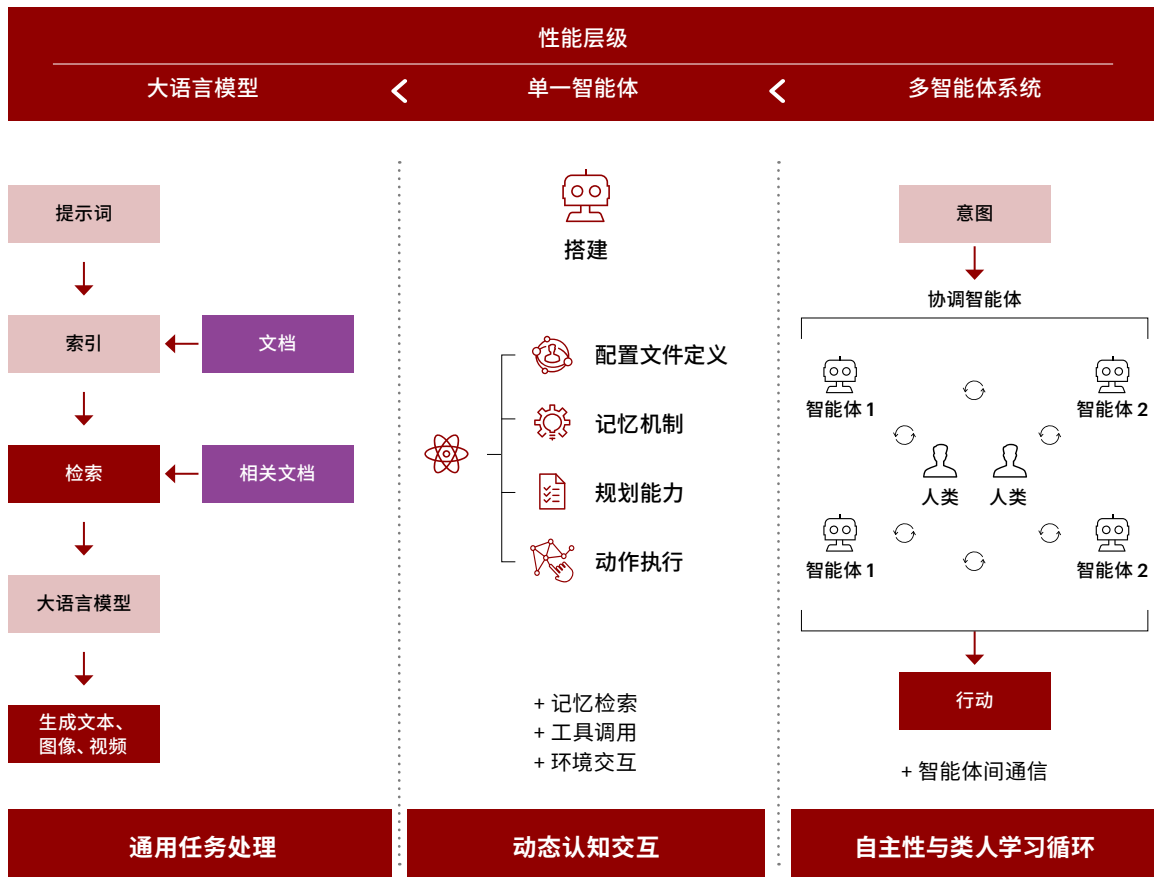 性能层级
大语言模型 < 单一智能体 < 多智能体系统
提示词
索引
文档
检索
相关文档
大语言模型
生成文本、
图像、视频
通用任务处理
搭建
配置文件定义
记忆机制
规划能力
动作执行
+ 记忆检索
+ 工具调用
+ 环境交互
动态认知交互
意图
协调智能体
智能体 1
智能体 2
人类
人类
智能体 1
智能体 2
行动
+ 智能体间通信
自主性与类人学习循环